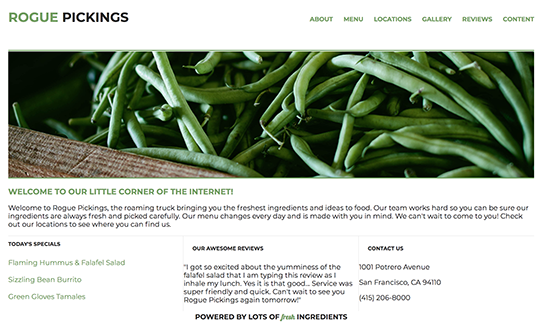 ROGUE PICKINGS
ABOUT MENU LOCATIONS GALLERY REVIEWS CONTENT
WELCOME TO OUR LITTLE CORNER OF THE INTERNET!
Welcome to Rogue Pickings, the roaming truck bringing you the freshest ingredients and ideas to food. Our team works hard so you can be sure our
ingredients are always fresh and picked carefully. Our menu changes every day and is made with you in mind. We can't wait to come to you! Check
out our locations to see where you can find us.
TODAY'S SPECIALS
Flaming Hummus & Falafel Salad
Sizzling Bean Burrito
Green Gloves Tamales
OUR AWESOME REVIEWS
"I got so excited about the yumminess of the
falafel salad that I am typing this review as I
inhale my lunch. Yes it is that good... Service was
super friendly and quick. Can't wait to see you
Rogue Pickings again tomorrow!"
CONTACT US
1001 Potrero Avenue
San Francisco, CA 94110
(415) 206-8000
POWERED BY LOTS OF fresh INGREDIENTS